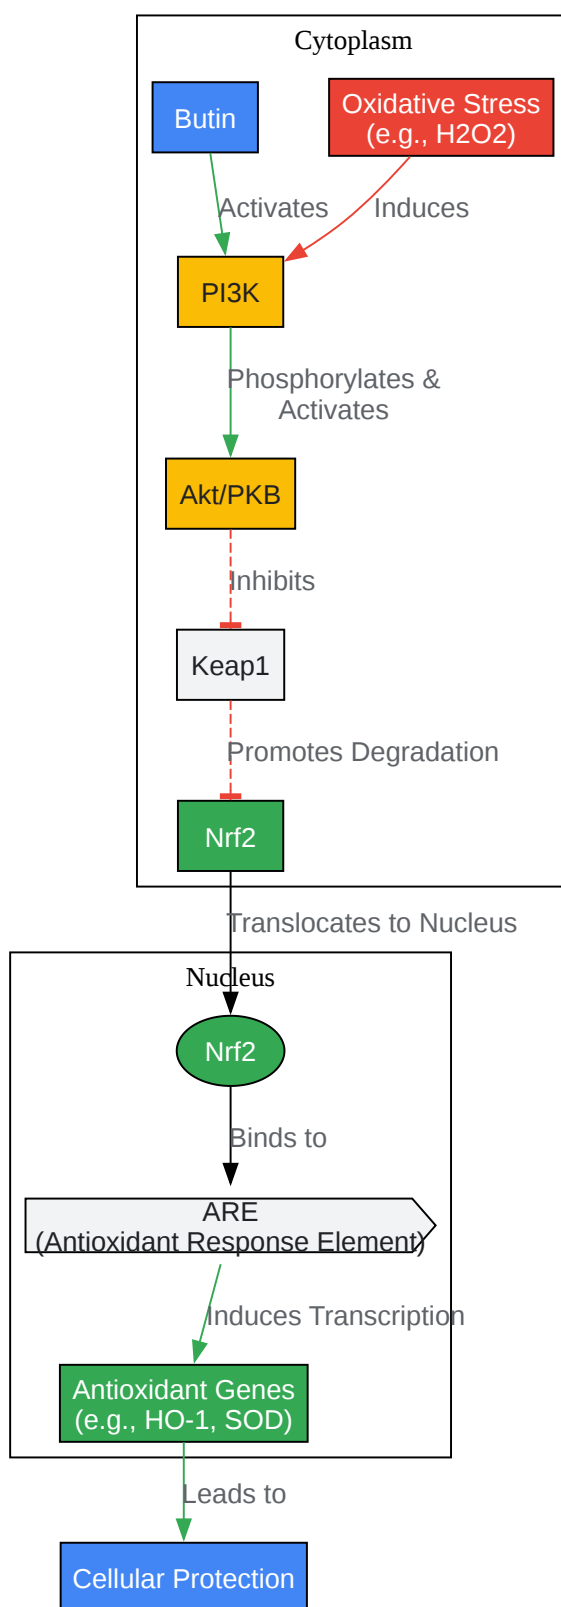 Cytoplasm
Butin
Oxidative Stress
(e.g., H2O2)
Activates
Induces
PI3K
Phosphorylates &
Activates
Akt/PKB
Inhibits
Keap1
Promotes Degradation
Nrf2
Translocates to Nucleus
Nucleus
Nrf2
Binds to
ARE
(Antioxidant Response Element)
Induces Transcription
Antioxidant Genes
(e.g., HO-1, SOD)
Leads to
Cellular Protection